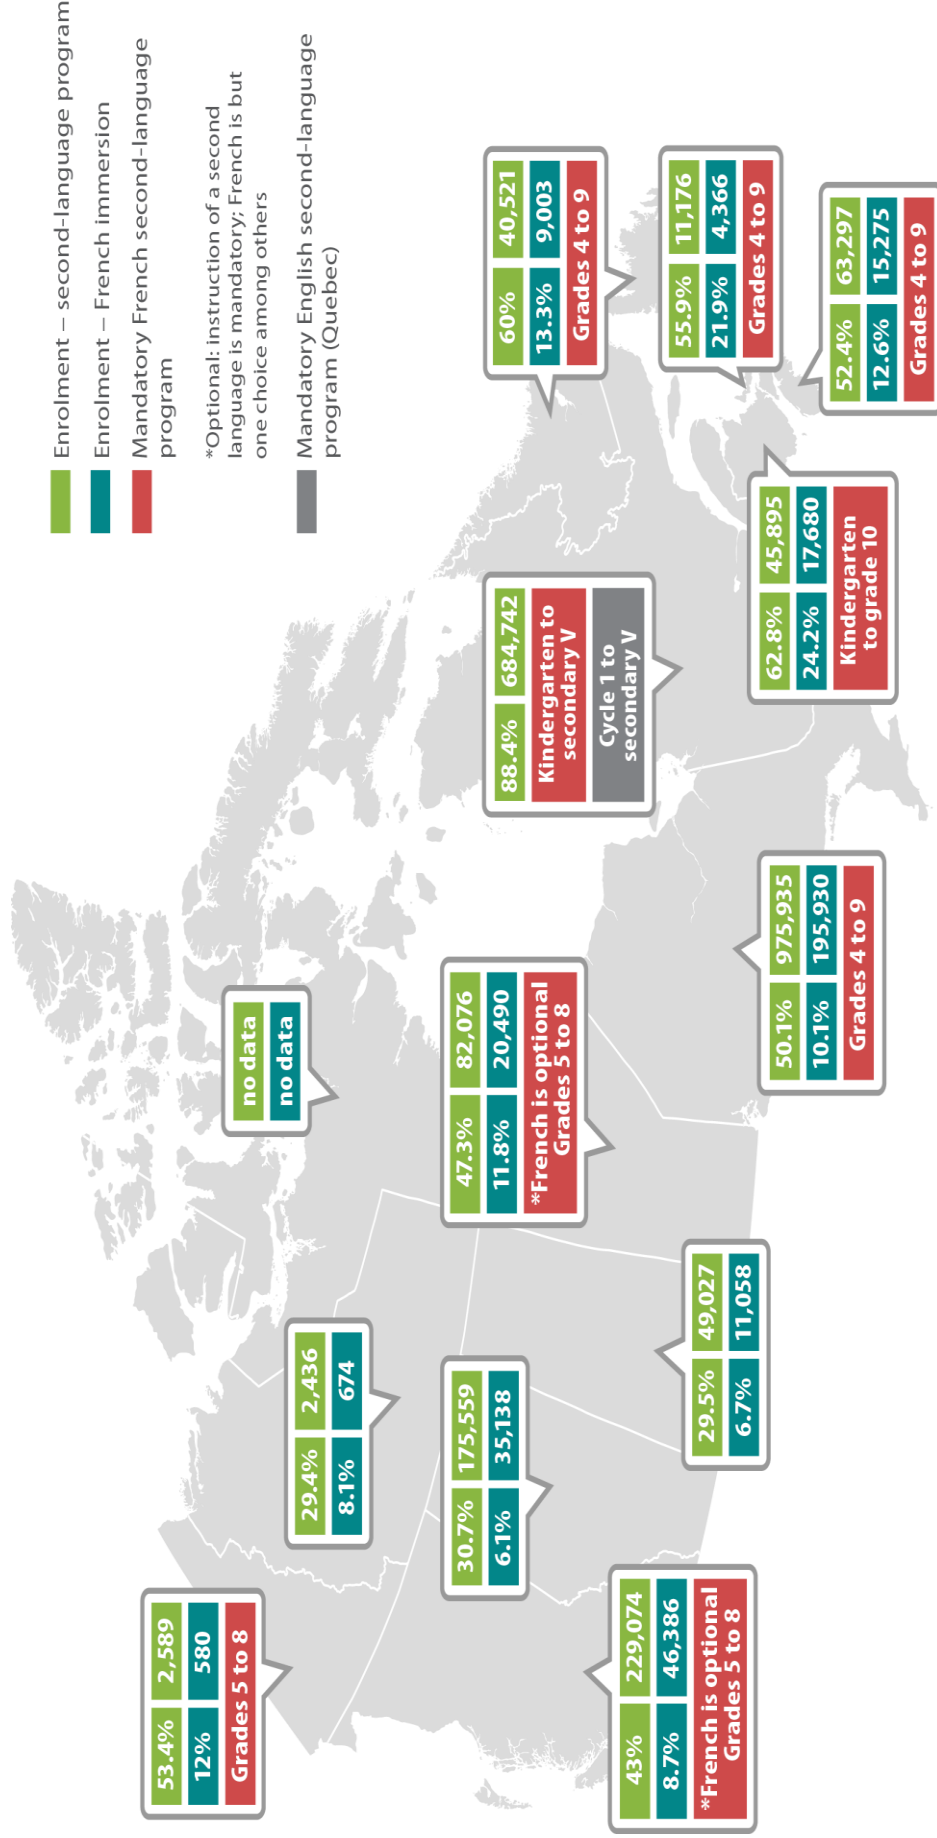 Enrolment – second-language program
Enrolment – French immersion
Mandatory French second-language
program
*Optional: instruction of a second
language is mandatory; French is but
one choice among others
Mandatory English second-language
program (Quebec)
53.4% 2,589
12% 580
Grades 5 to 8
29.4% 2,436
8.1% 674
no data
no data
43% 229,074
8.7% 46,386
*French is optional
Grades 5 to 8
30.7% 175,559
6.1% 35,138
29.5% 49,027
6.7% 11,058
47.3% 82,076
11.8% 20,490
*French is optional
Grades 5 to 8
50.1% 975,935
10.1% 195,930
Grades 4 to 9
88.4% 684,742
Kindergarten to
secondary V
Cycle 1 to
secondary V
62.8% 45,895
24.2% 17,680
Kindergarten
to grade 10
60% 40,521
13.3% 9,003
Grades 4 to 9
55.9% 11,176
21.9% 4,366
Grades 4 to 9
52.4% 63,297
12.6% 15,275
Grades 4 to 9